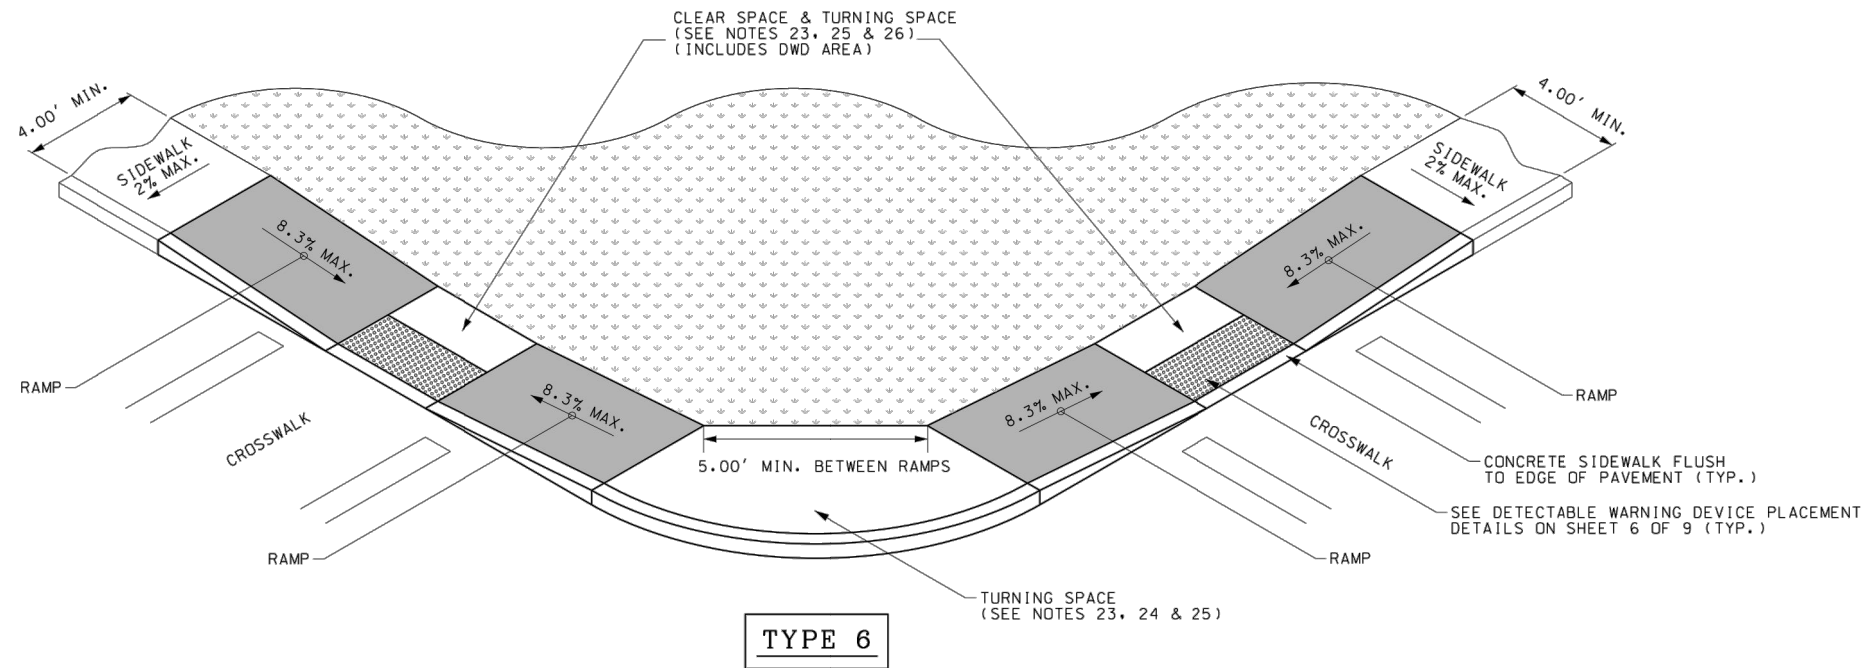 CLEAR SPACE & TURNING SPACE
(SEE NOTES 23, 25 & 26)
(INCLUDES DWD AREA)
4.00' MIN.
4.00' MIN.
SIDEWALK
2% MAX.
SIDEWALK
2% MAX.
8.3% MAX.
8.3% MAX.
RAMP
8.3% MAX.
8.3% MAX.
RAMP
CROSSWALK
5.00' MIN. BETWEEN RAMPS
CROSSWALK
CONCRETE SIDEWALK FLUSH
TO EDGE OF PAVEMENT (TYP.)
SEE DETECTABLE WARNING DEVICE PLACEMENT
DETAILS ON SHEET 6 OF 9 (TYP.)
RAMP
RAMP
TURNING SPACE
(SEE NOTES 23, 24 & 25)
TYPE 6